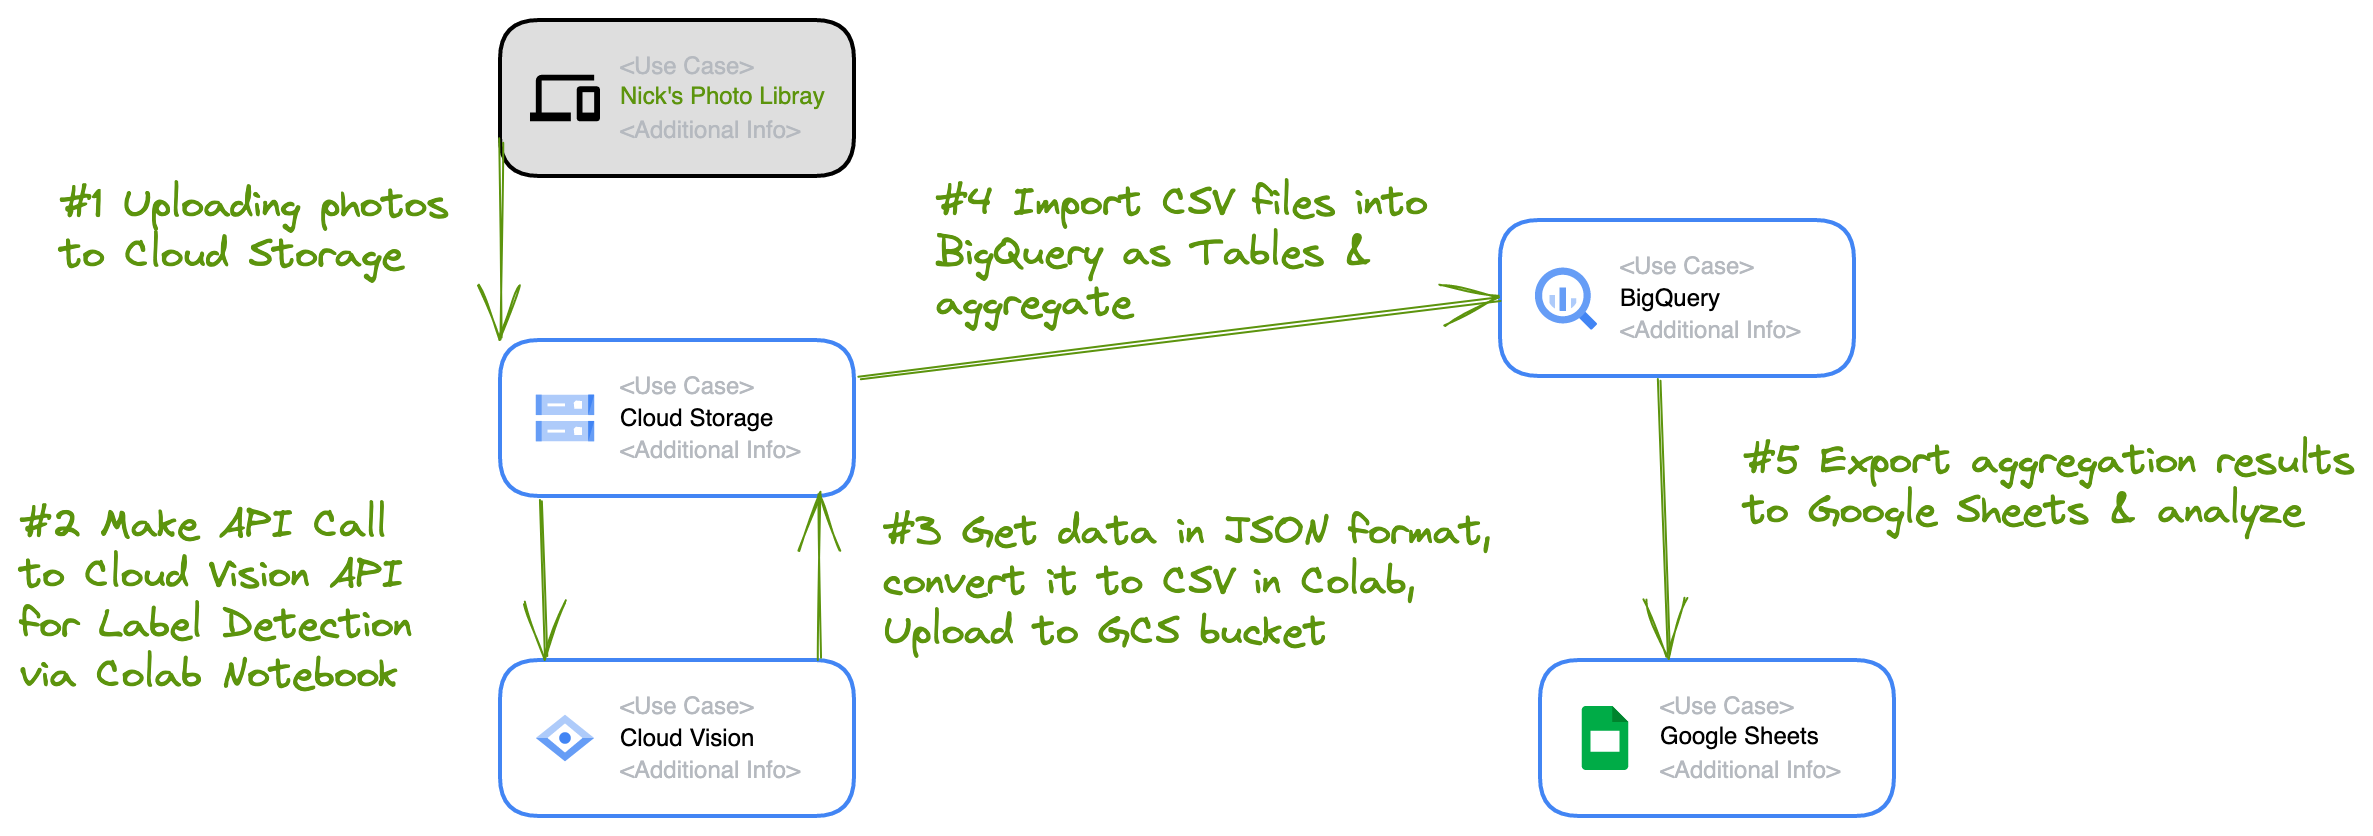 <Use Case>
Nick's Photo Libray
<Additional Info>
#1 Uploading photos
to Cloud Storage
<Use Case>
Cloud Storage
<Additional Info>
#2 Make API Call
to Cloud Vision API
for Label Detection
via Colab Notebook
<Use Case>
Cloud Vision
<Additional Info>
#3 Get data in JSON format,
convert it to CSV in Colab,
Upload to GCS bucket
#4 Import CSV files into
BigQuery as Tables &
aggregate
<Use Case>
BigQuery
<Additional Info>
#5 Export aggregation results
to Google Sheets & analyze
<Use Case>
Google Sheets
<Additional Info>